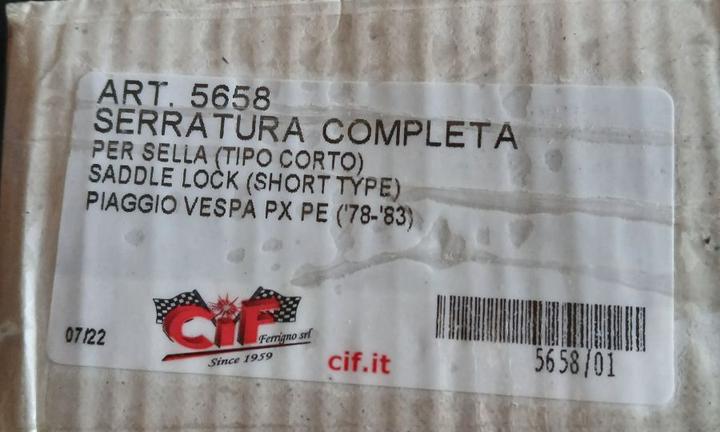 ART. 5658
SERRATURA COMPLETA
PER SELLA (TIPO CORTO)
SADDLE LOCK (SHORT TYPE)
PIAGGIO VESPA PX PE ('78-'83)
07/22
CiF
Ferrigno srl
Since 1959
cif.it
5658/01